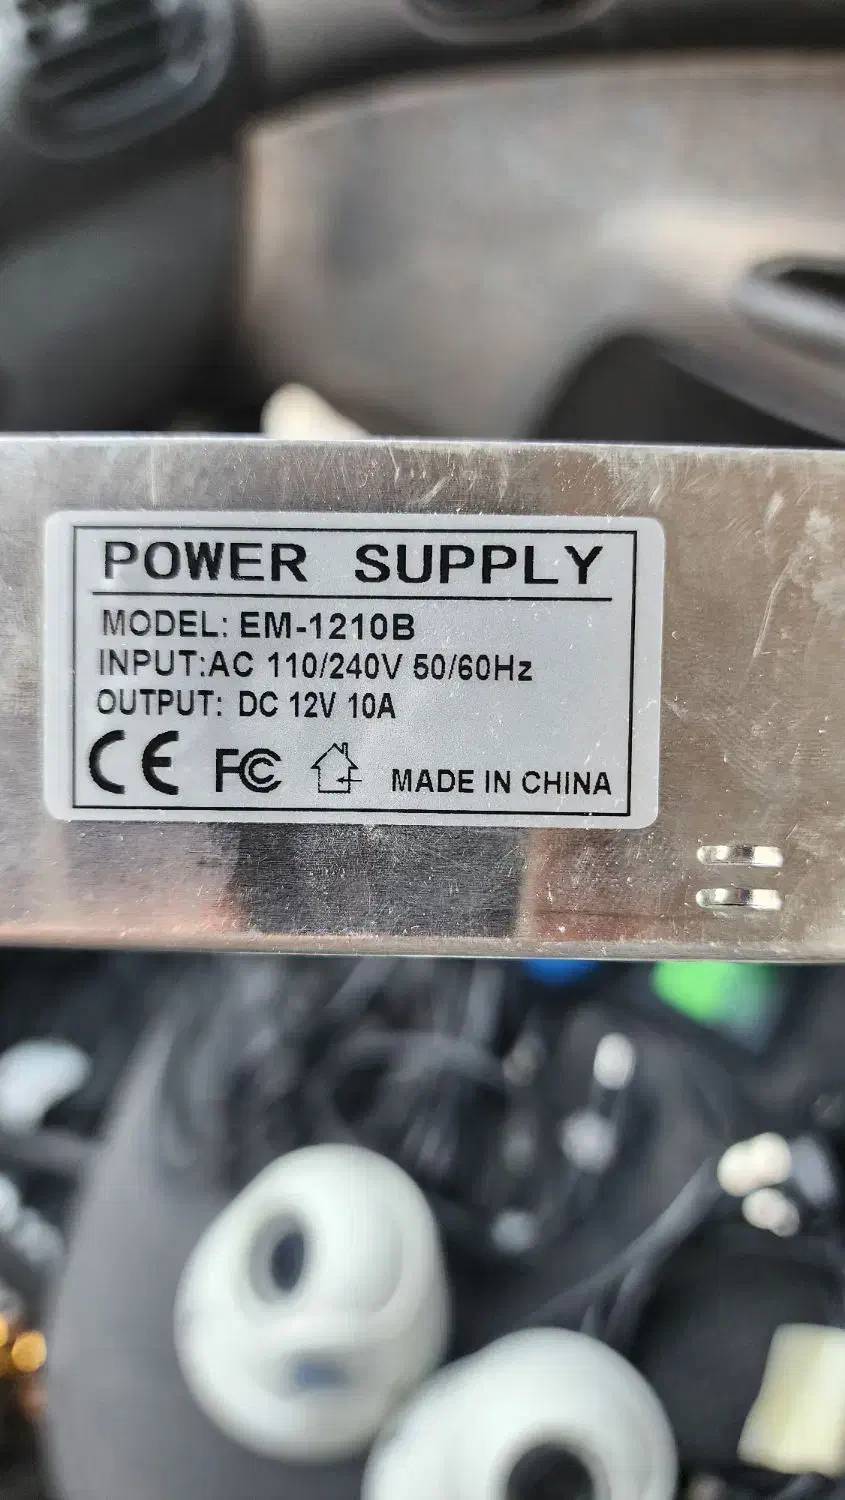 POWER SUPPLY
MODEL: EM-1210B
INPUT:AC 110/240V 50/60Hz
OUTPUT: DC 12V 10A
CE FC MADE IN CHINA